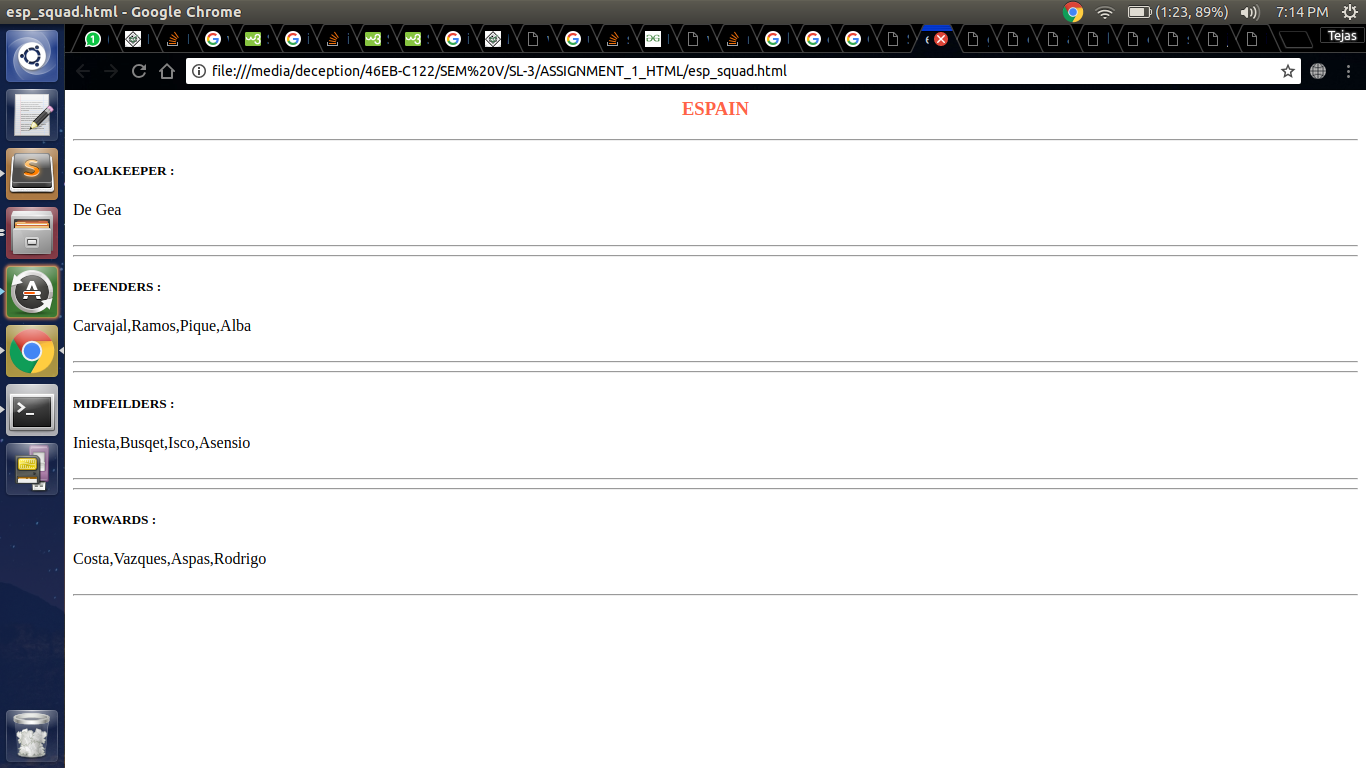 esp_squad.html - Google Chrome
(1:23, 89%)
7:14 PM
Tejas
file:///media/deception/46EB-C122/SEM%20V/SL-3/ASSIGNMENT_1_HTML/esp_squad.html
ESPAIN
GOALKEEPER :
De Gea
DEFENDERS :
Carvajal,Ramos,Pique,Alba
MIDFEILDERS :
Iniesta,Busqet,Isco,Asensio
FORWARDS :
Costa,Vazques,Aspas,Rodrigo